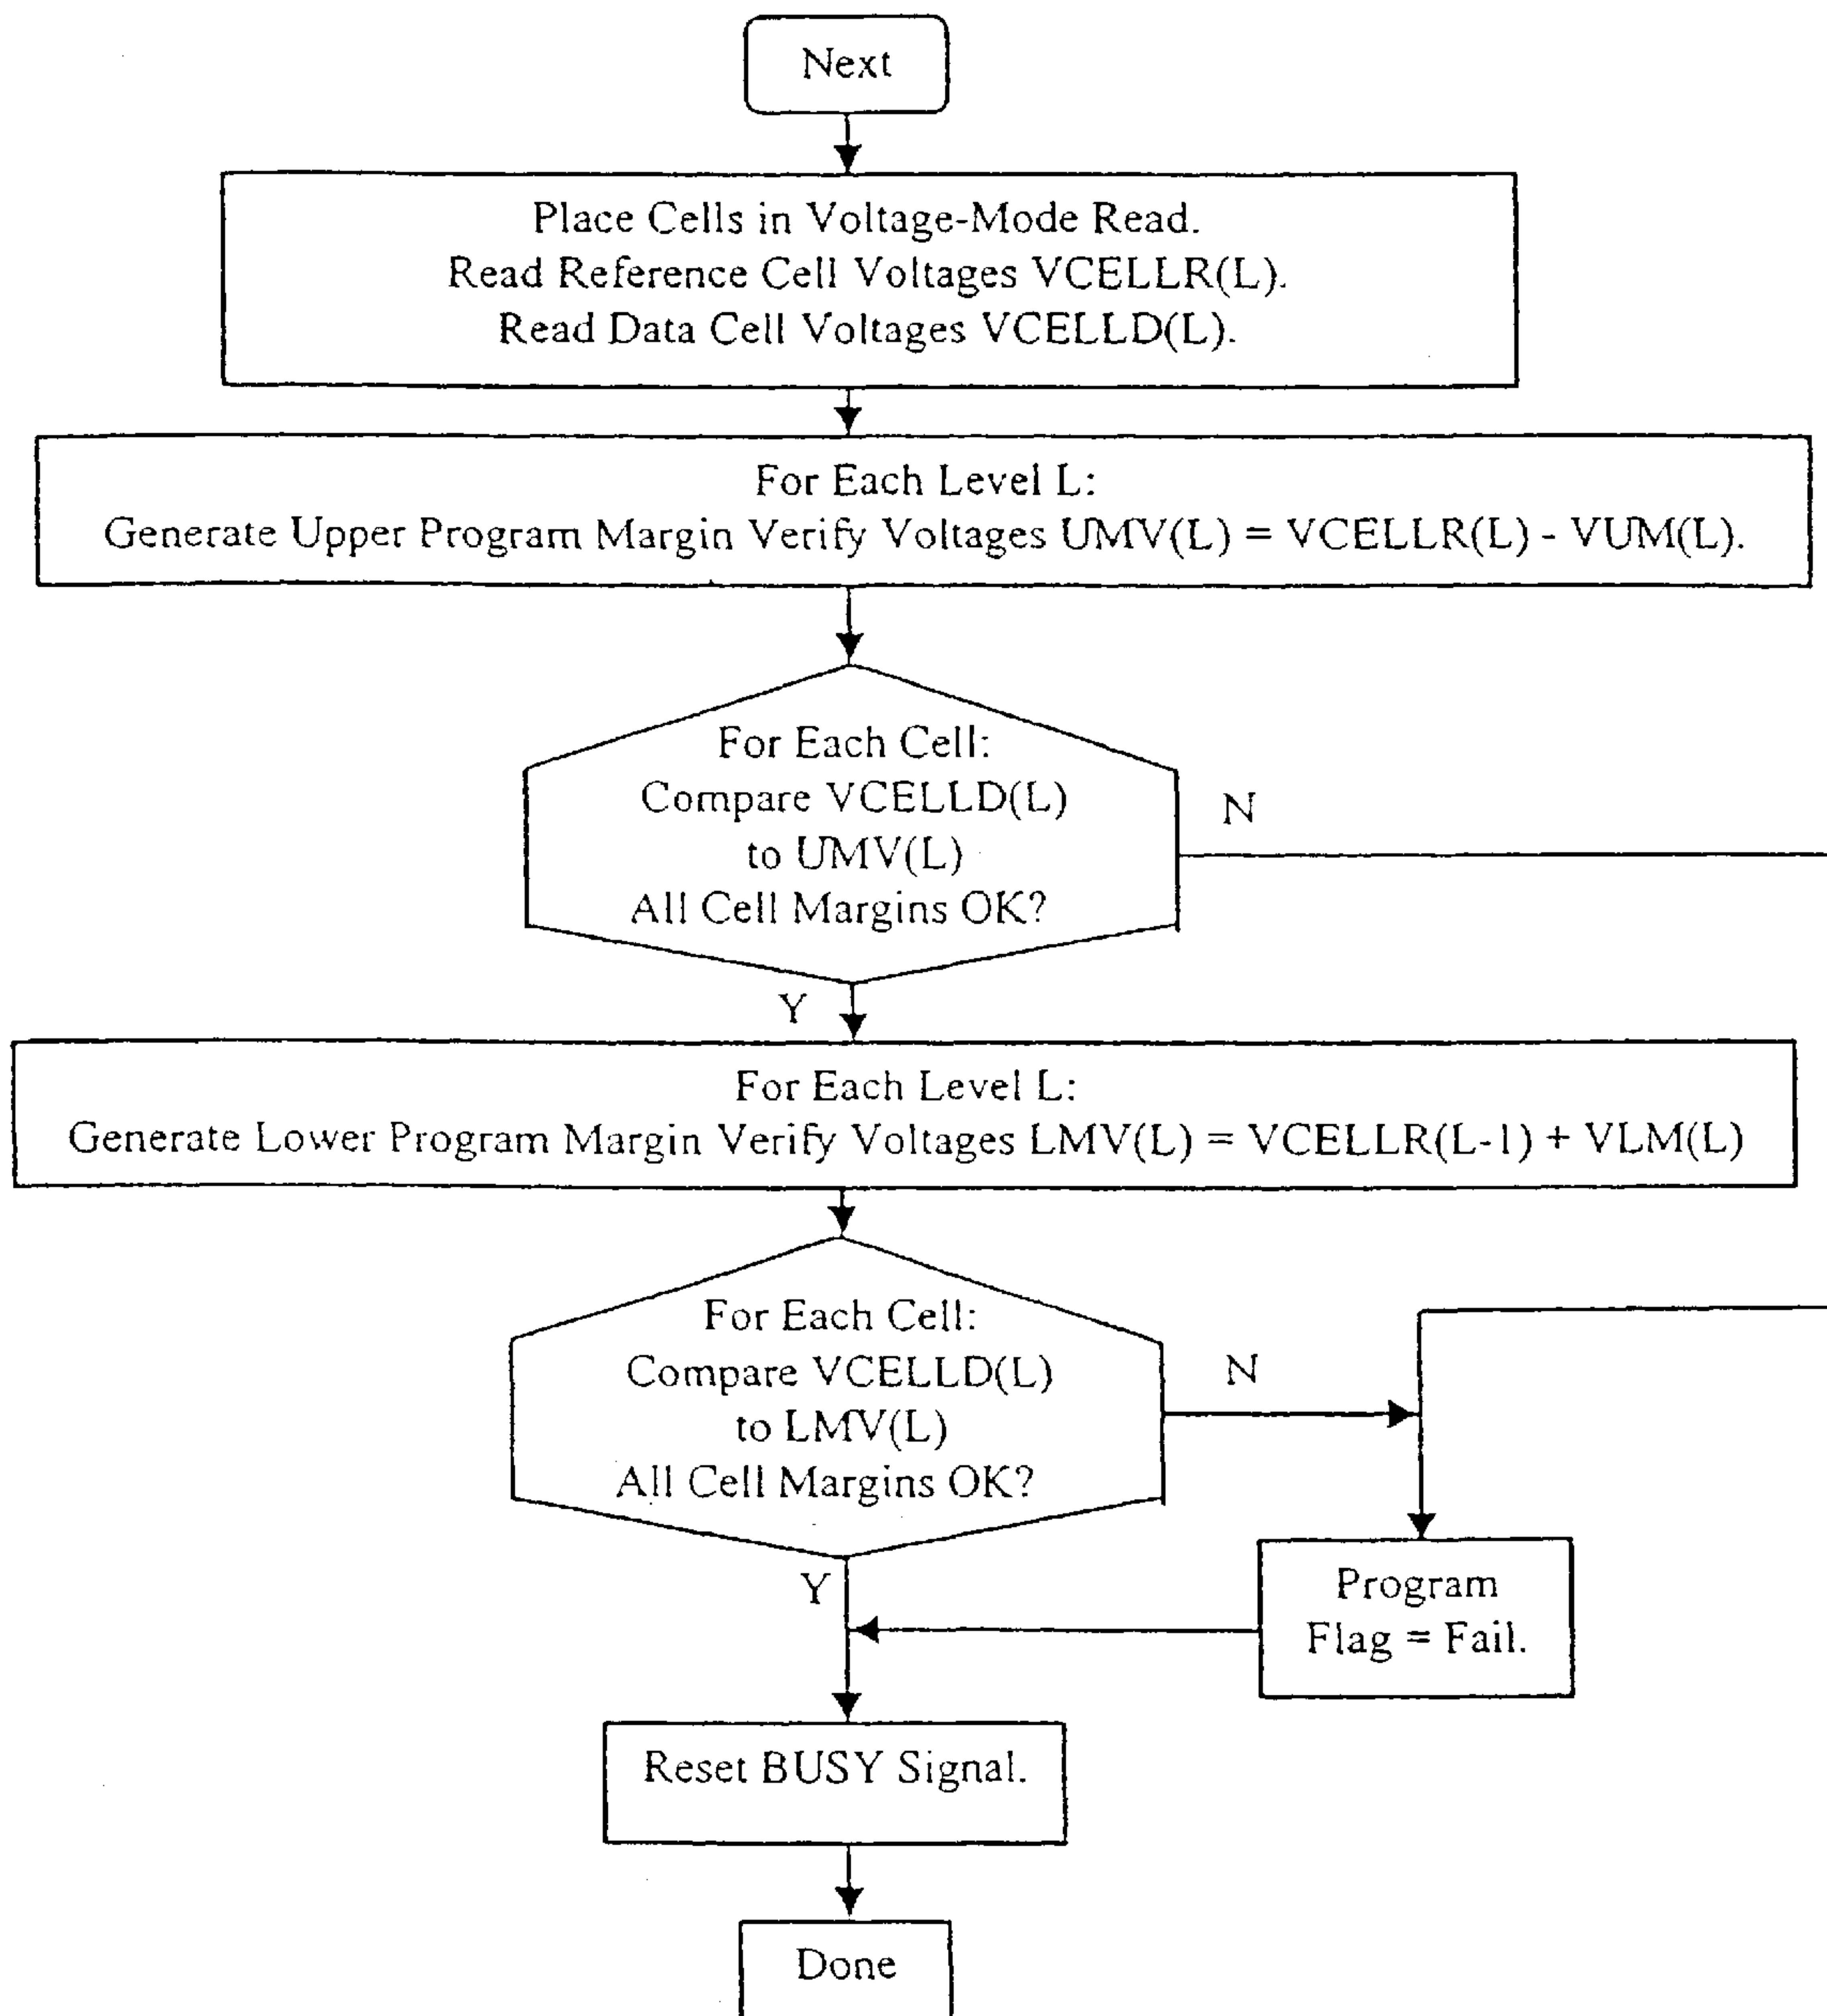 Next
Place Cells in Voltage-Mode Read.
Read Reference Cell Voltages VCELLR(L).
Read Data Cell Voltages VCELLD(L).
For Each Level L:
Generate Upper Program Margin Verify Voltages UMV(L) = VCELLR(L) - VUM(L).
For Each Cell:
Compare VCELLD(L)
to UMV(L)
All Cell Margins OK?
N
Y
For Each Level L:
Generate Lower Program Margin Verify Voltages LMV(L) = VCELLR(L-1) + VLM(L)
For Each Cell:
Compare VCELLD(L)
to LMV(L)
All Cell Margins OK?
N
Y
Program
Flag = Fail.
Reset BUSY Signal.
Done